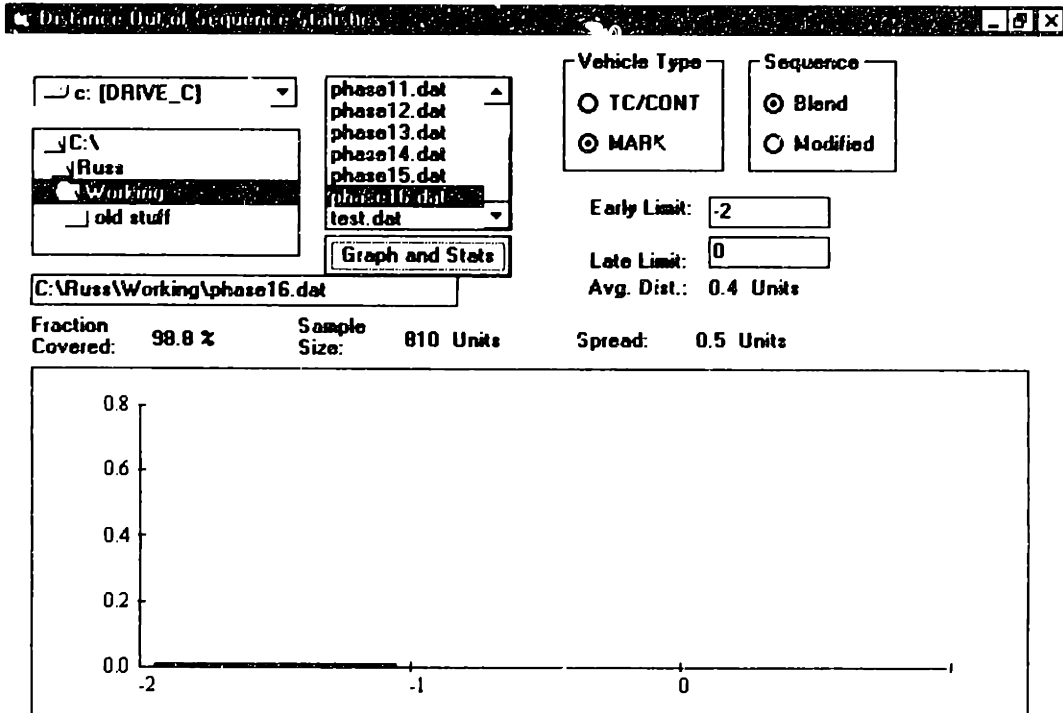 Distance Out of Sequence Statistics
c: [DRIVE_C]
C:\
Russ
Working
old stuff
phase11.dat
phase12.dat
phase13.dat
phase14.dat
phase15.dat
phase16.dat
test.dat
Graph and Stats
C:\Russ\Working\phase16.dat
Vehicle Type
TC/CONT
MARK
Sequence
Blend
Modified
Early Limit: -2
Late Limit: 0
Avg. Dist.: 0.4 Units
Fraction Covered: 98.8 %
Sample Size: 810 Units
Spread: 0.5 Units
0.8
0.6
0.4
0.2
0.0
-2 -1 0